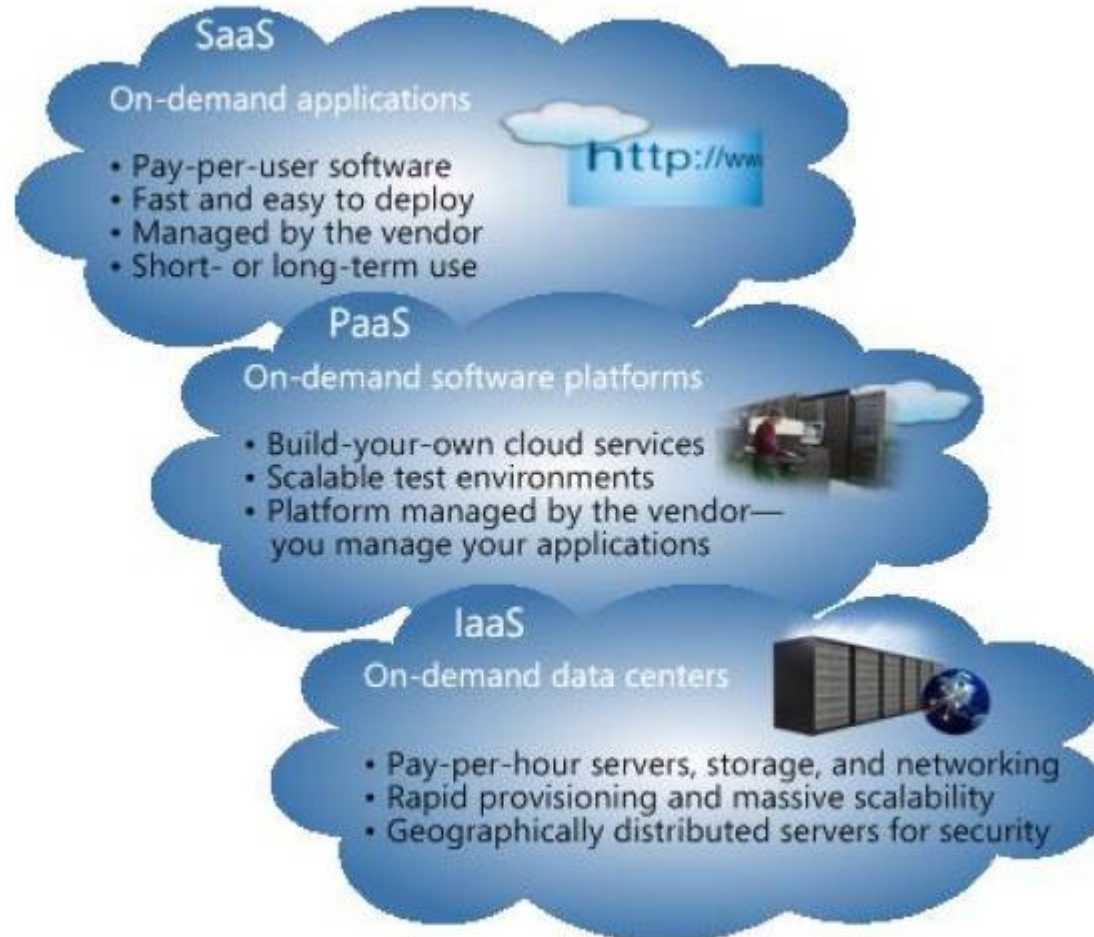 SaaS
On-demand applications
http://ww
• Pay-per-user software
• Fast and easy to deploy
• Managed by the vendor
• Short- or long-term use
PaaS
On-demand software platforms
• Build-your-own cloud services
• Scalable test environments
• Platform managed by the vendor—
you manage your applications
IaaS
On-demand data centers
• Pay-per-hour servers, storage, and networking
• Rapid provisioning and massive scalability
• Geographically distributed servers for security